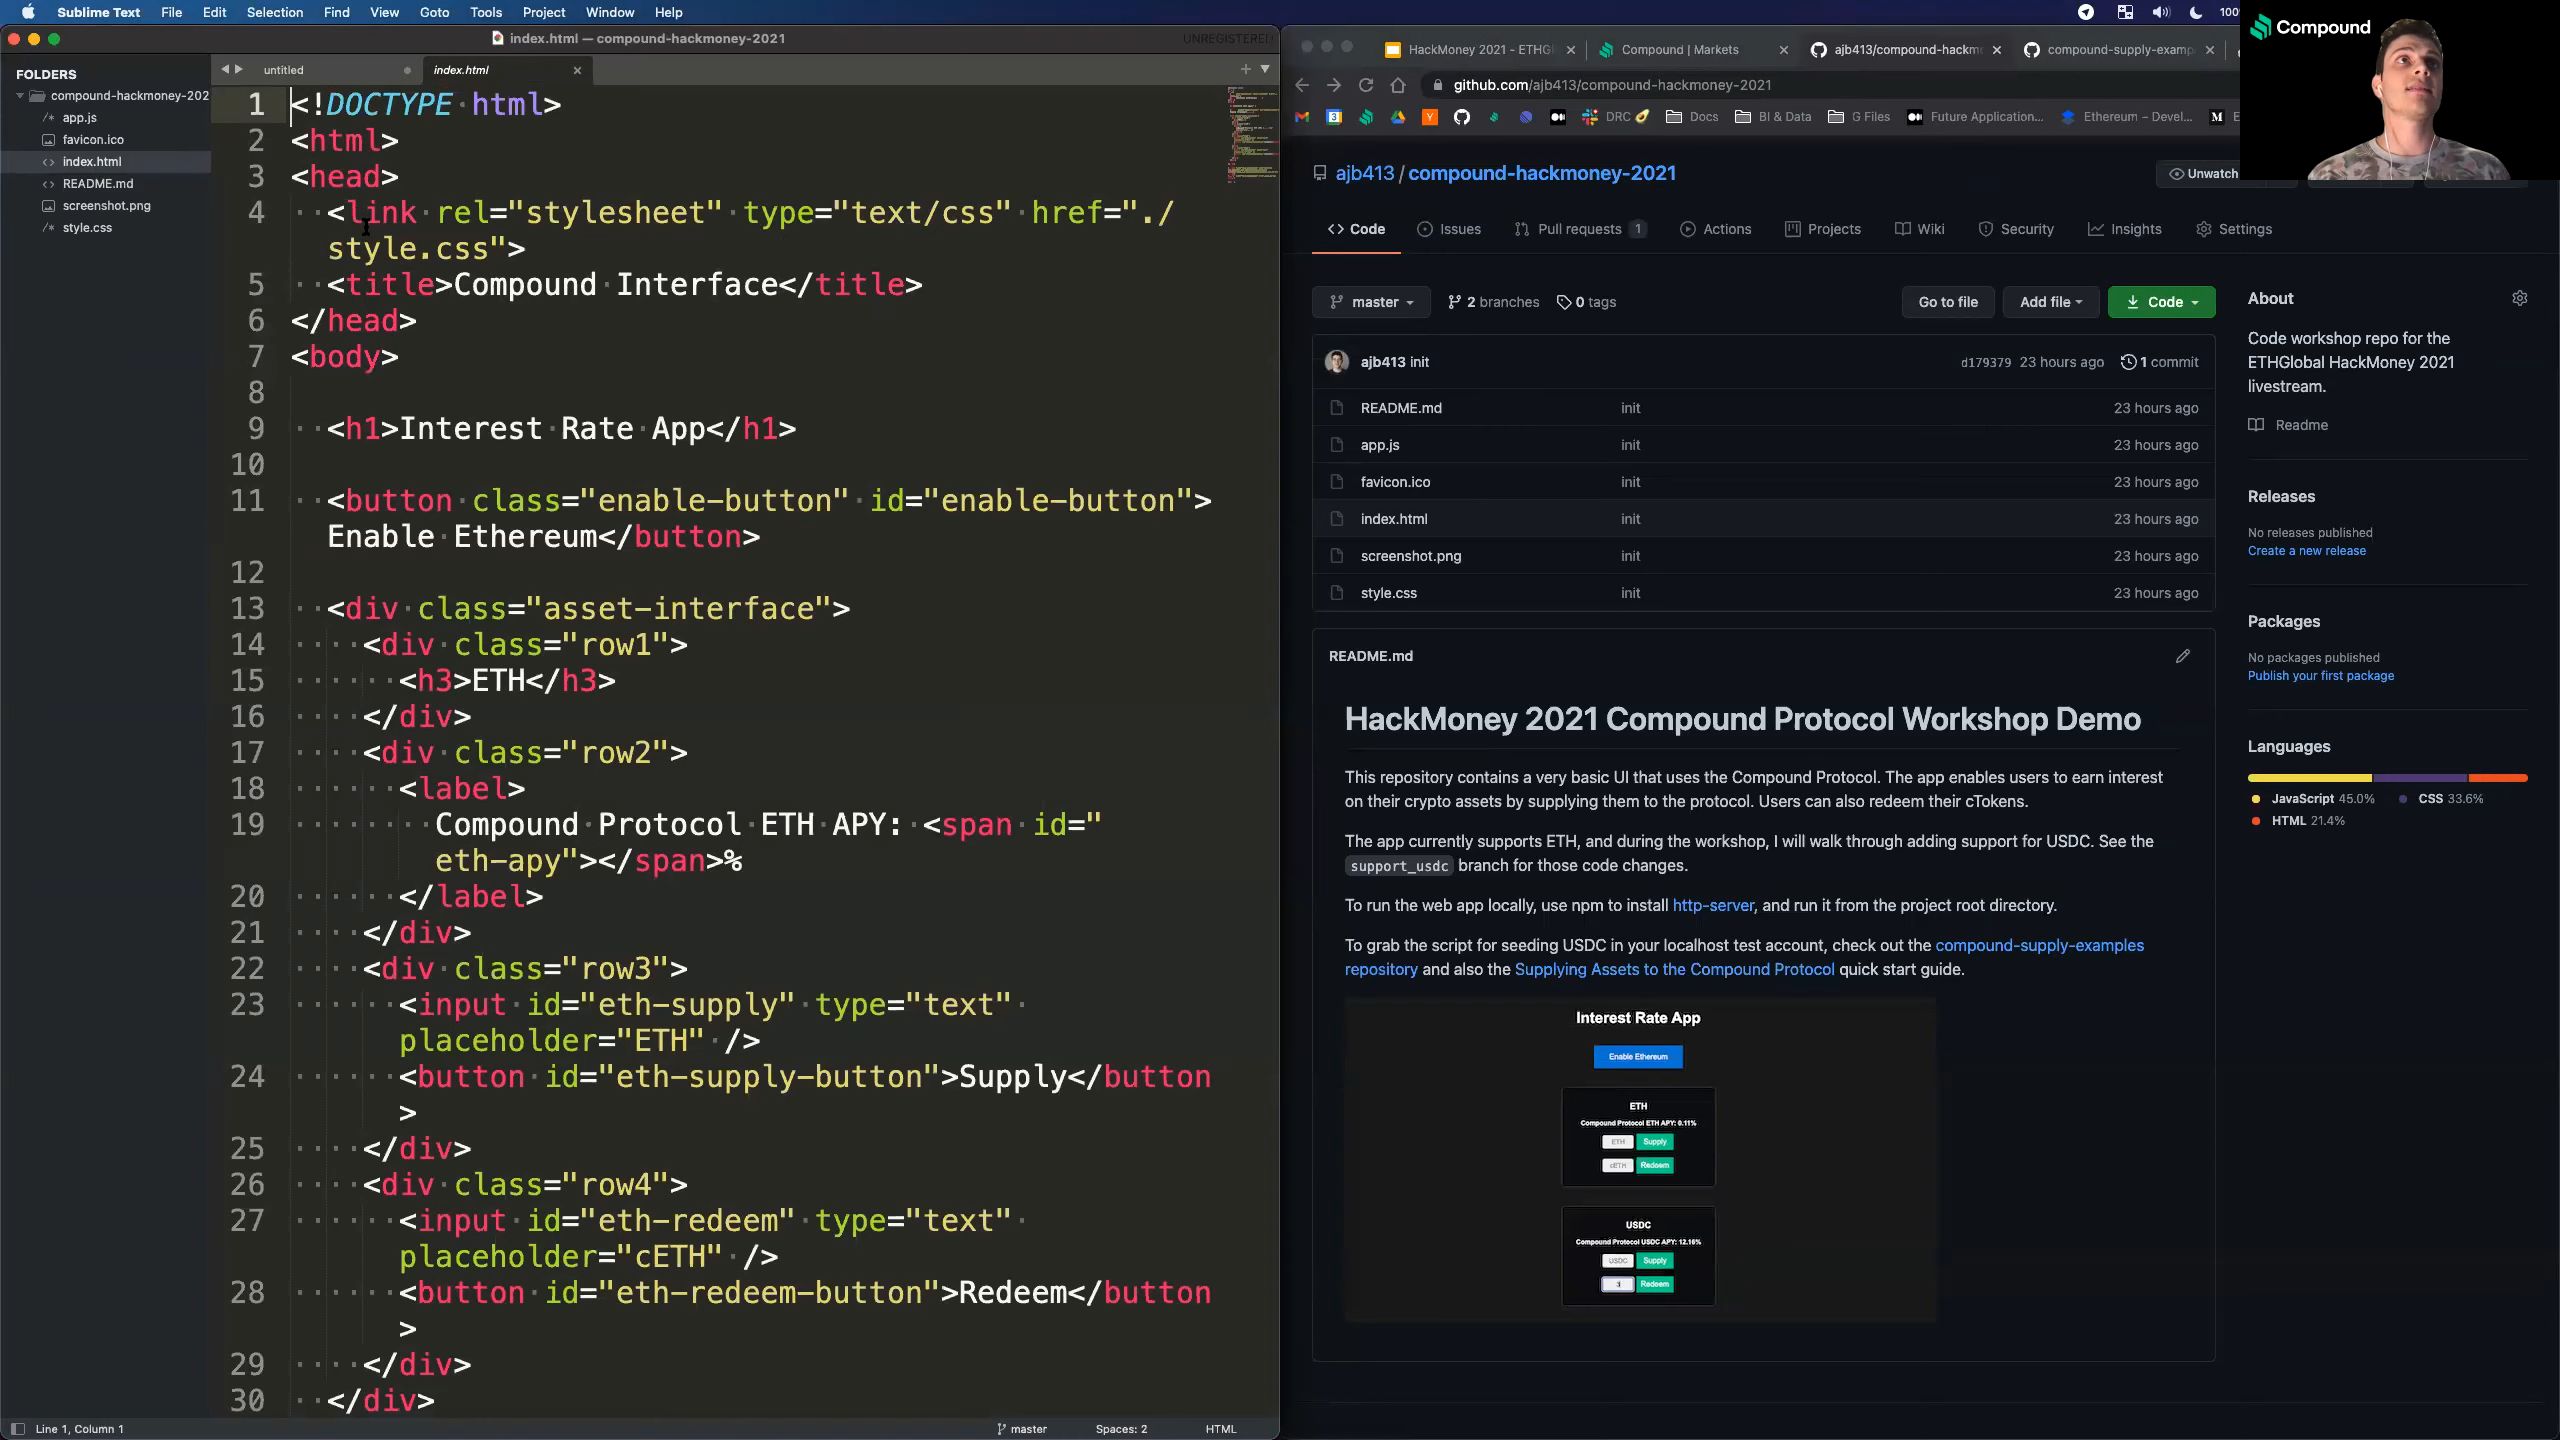 Sublime Text File Edit Selection Find View Goto Tools Project Window Help
index.html — compound-hackmoney-2021
UNREGISTERED
FOLDERS
compound-hackmoney-202
app.js
favicon.ico
index.html
README.md
screenshot.png
style.css
untitled
index.html
1 <!DOCTYPE html>
2 <html>
3 <head>
4 <link rel="stylesheet" type="text/css" href="./
style.css">
5 <title>Compound Interface</title>
6 </head>
7 <body>
8
9 <h1>Interest Rate App</h1>
10
11 <button class="enable-button" id="enable-button">
Enable Ethereum</button>
12
13 <div class="asset-interface">
14 <div class="row1">
15 <h3>ETH</h3>
16 </div>
17 <div class="row2">
18 <label>
19 Compound Protocol ETH APY: <span id="
eth-apy"></span>%
20 </label>
21 </div>
22 <div class="row3">
23 <input id="eth-supply" type="text"
placeholder="ETH" />
24 <button id="eth-supply-button">Supply</button
>
25 </div>
26 <div class="row4">
27 <input id="eth-redeem" type="text"
placeholder="cETH" />
28 <button id="eth-redeem-button">Redeem</button
>
29 </div>
30 </div>
Line 1, Column 1
master
Spaces: 2
HTML
HackMoney 2021 - ETHGl
Compound | Markets
ajb413/compound-hackm
compound-supply-examp
github.com/ajb413/compound-hackmoney-2021
DRC
Docs
BI & Data
G Files
Future Application...
Ethereum – Devel...
ajb413 / compound-hackmoney-2021
Unwatch
Code
Issues
Pull requests 1
Actions
Projects
Wiki
Security
Insights
Settings
master
2 branches
0 tags
Go to file
Add file
Code
ajb413 init
d179379 23 hours ago
1 commit
README.md init 23 hours ago
app.js init 23 hours ago
favicon.ico init 23 hours ago
index.html init 23 hours ago
screenshot.png init 23 hours ago
style.css init 23 hours ago
README.md
HackMoney 2021 Compound Protocol Workshop Demo
This repository contains a very basic UI that uses the Compound Protocol. The app enables users to earn interest
on their crypto assets by supplying them to the protocol. Users can also redeem their cTokens.
The app currently supports ETH, and during the workshop, I will walk through adding support for USDC. See the
support_usdc branch for those code changes.
To run the web app locally, use npm to install http-server, and run it from the project root directory.
To grab the script for seeding USDC in your localhost test account, check out the compound-supply-examples
repository and also the Supplying Assets to the Compound Protocol quick start guide.
Interest Rate App
Enable Ethereum
ETH
Compound Protocol ETH APY: 0.11%
ETH Supply
cETH Redeem
USDC
Compound Protocol USDC APY: 12.16%
USDC Supply
Redeem
About
Code workshop repo for the
ETHGlobal HackMoney 2021
livestream.
Readme
Releases
No releases published
Create a new release
Packages
No packages published
Publish your first package
Languages
JavaScript 45.0%
CSS 33.6%
HTML 21.4%
Compound